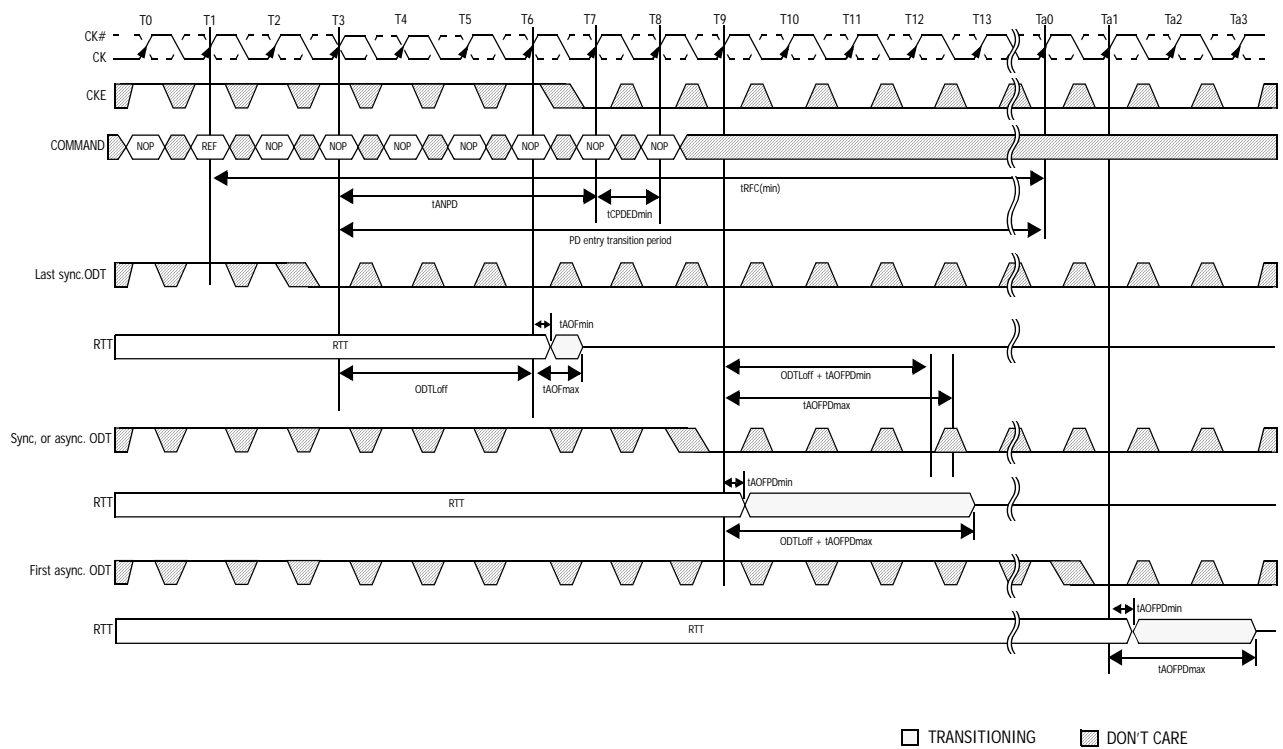 T0 T1 T2 T3 T4 T5 T6 T7 T8 T9 T10 T11 T12 T13 Ta0 Ta1 Ta2 Ta3
CK#
CK
CKE
COMMAND NOP REF NOP NOP NOP NOP NOP NOP NOP
tRFC(min)
tANPD
tCPDEDmin
PD entry transition period
Last sync.ODT
tAOFmin
RTT RTT
ODTLoff + tAOFPDmin
ODTLoff tAOFmax
tAOFPDmax
Sync, or async. ODT
tAOFPDmin
RTT RTT
ODTLoff + tAOFPDmax
First async. ODT
tAOFPDmin
RTT RTT
tAOFPDmax
TRANSITIONING DON'T CARE